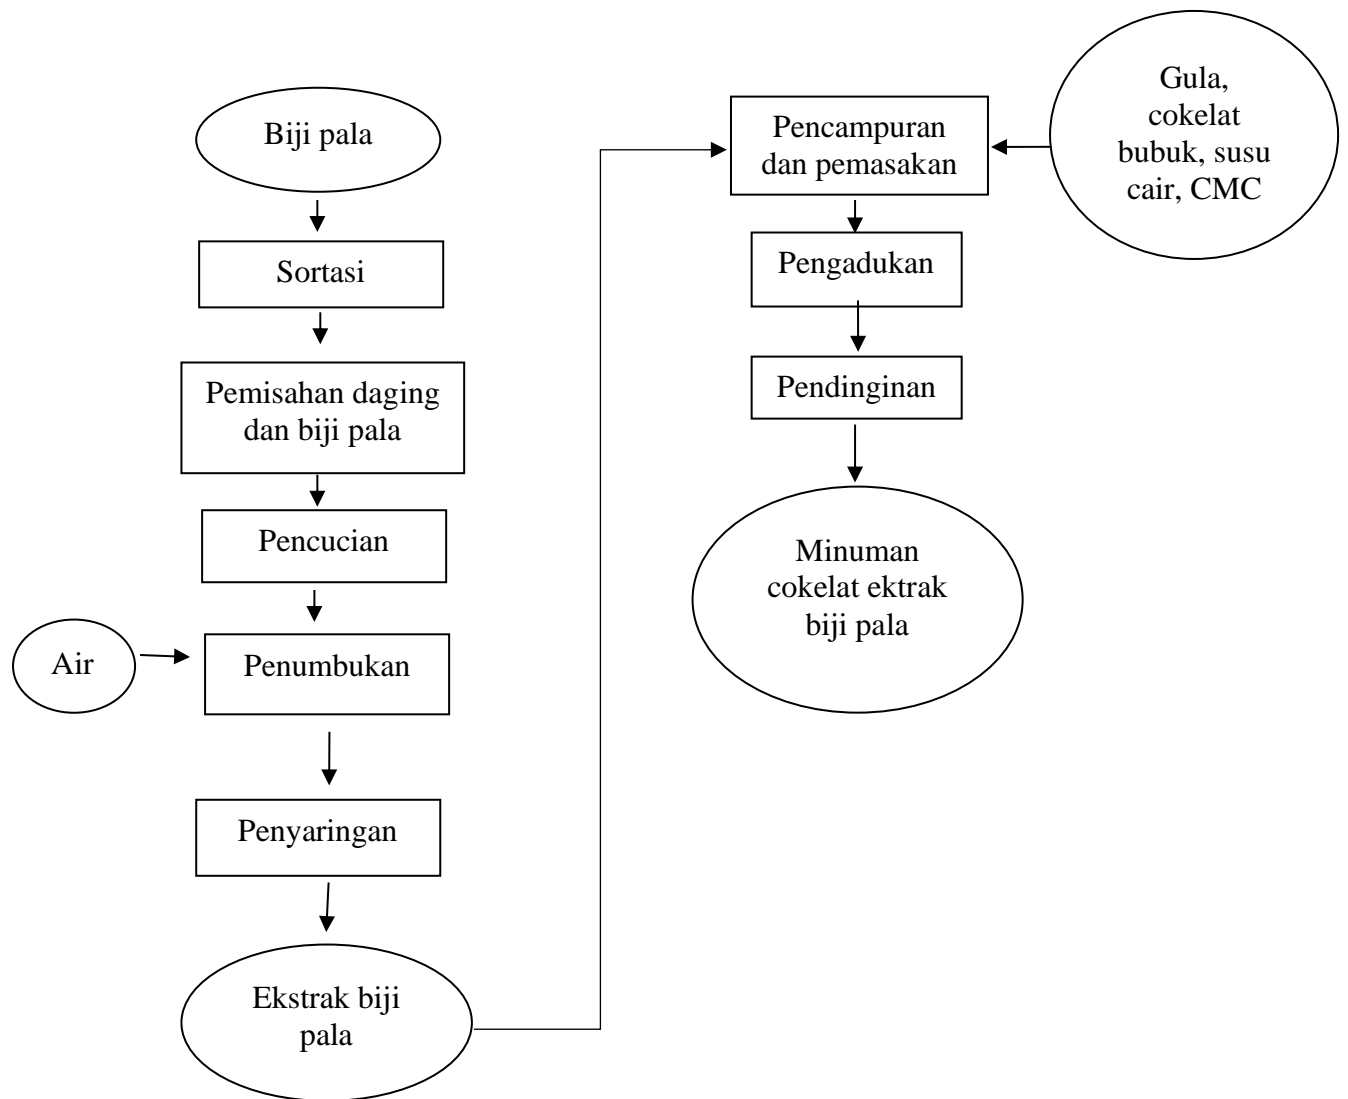 Biji pala
Sortasi
Pemisahan daging
dan biji pala
Pencucian
Air
Penumbukan
Penyaringan
Ekstrak biji
pala
Gula,
cokelat
bubuk, susu
cair, CMC
Pencampuran
dan pemasakan
Pengadukan
Pendinginan
Minuman
cokelat ektrak
biji pala